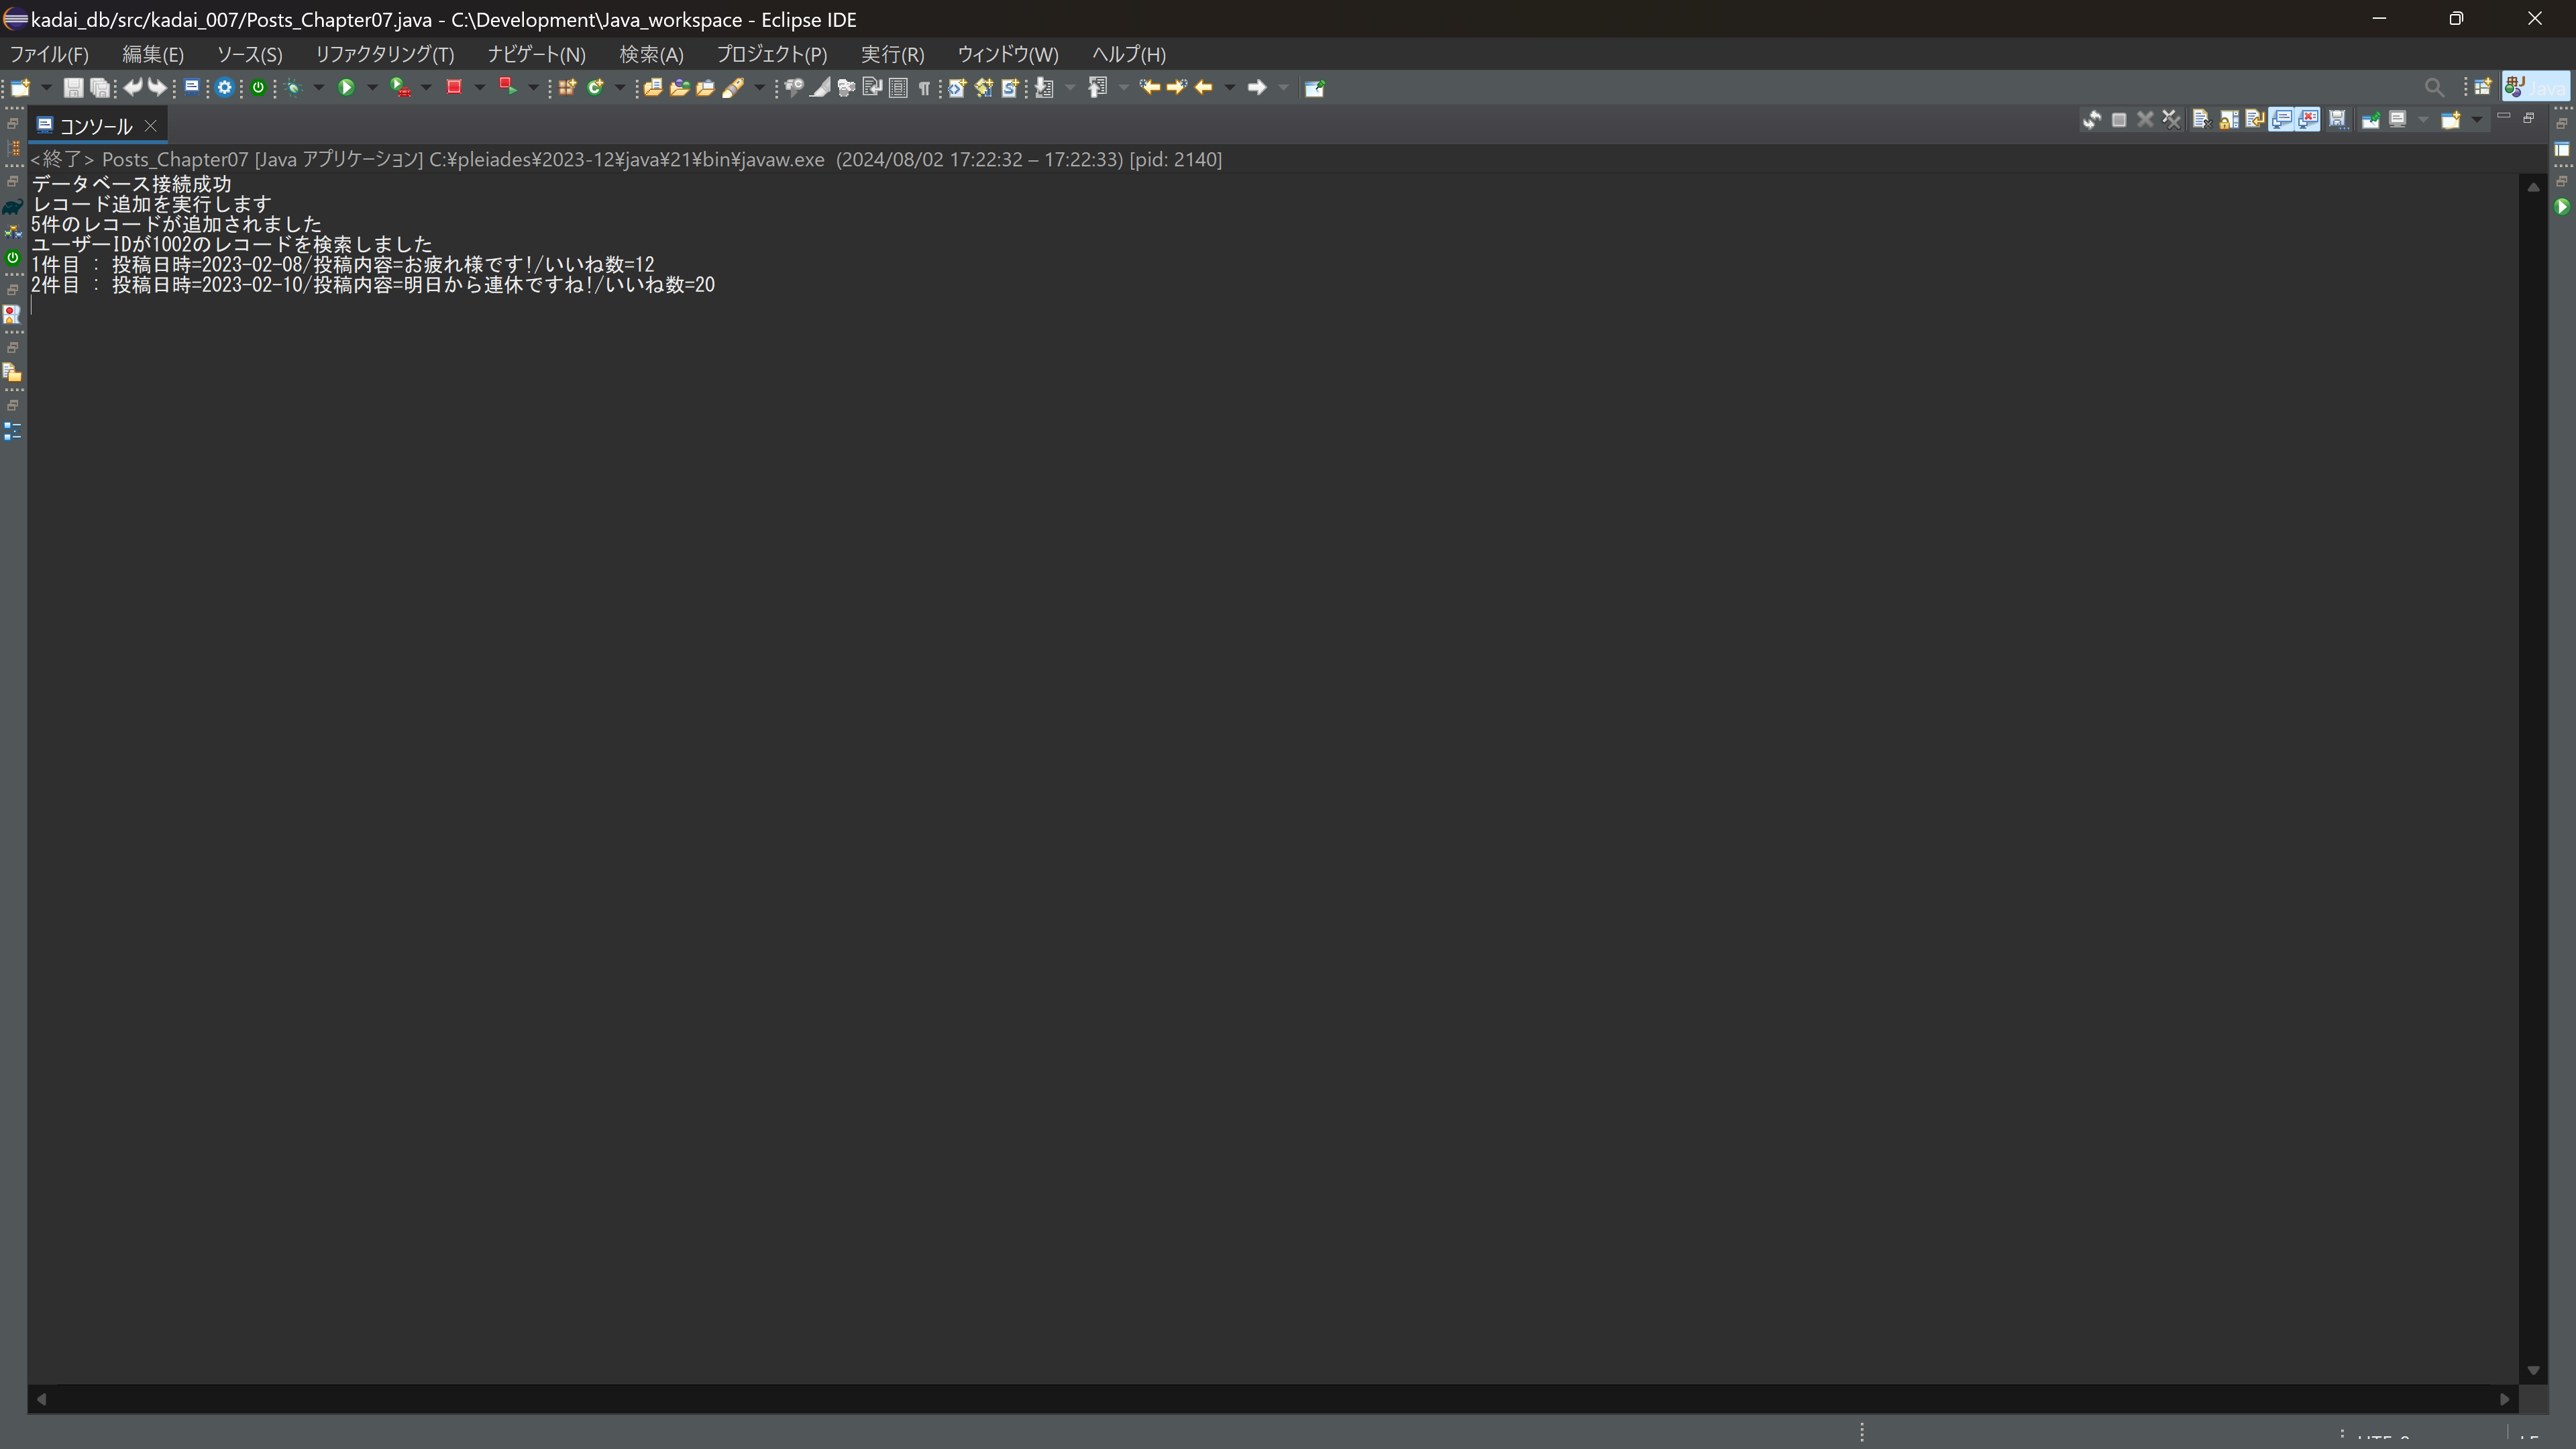 kadai_db/src/kadai_007/Posts_Chapter07.java - C:\Development\Java_workspace - Eclipse IDE
ファイル(F) 編集(E) ソース(S) リファクタリング(T) ナビゲート(N) 検索(A) プロジェクト(P) 実行(R) ウィンドウ(W) ヘルプ(H)
Java
コンソール
<終了> Posts_Chapter07 [Java アプリケーション] C:¥pleiades¥2023-12¥java¥21¥bin¥javaw.exe (2024/08/02 17:22:32 – 17:22:33) [pid: 2140]
データベース接続成功
レコード追加を実行します
5件のレコードが追加されました
ユーザーIDが1002のレコードを検索しました
1件目 : 投稿日時=2023-02-08/投稿内容=お疲れ様です!/いいね数=12
2件目 : 投稿日時=2023-02-10/投稿内容=明日から連休ですね!/いいね数=20